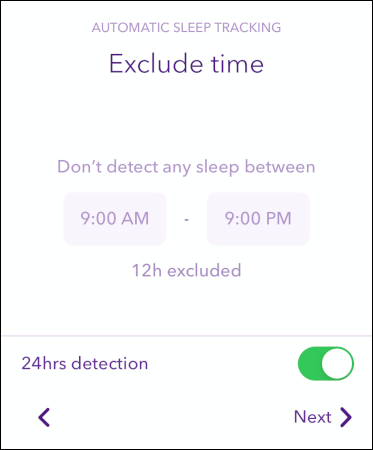 AUTOMATIC SLEEP TRACKING
Exclude time
Don’t detect any sleep between
9:00 AM - 9:00 PM
12h excluded
24hrs detection
Next